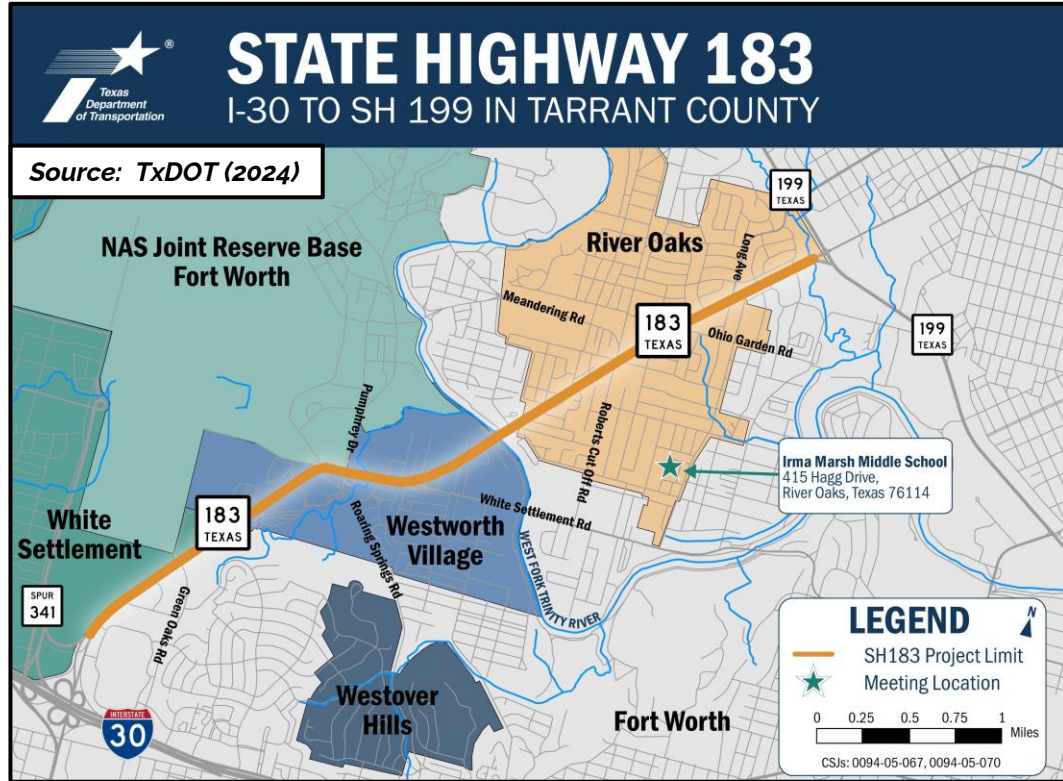 STATE HIGHWAY 183
I-30 TO SH 199 IN TARRANT COUNTY
®
Texas
Department
of Transportation
Source: TxDOT (2024)
199
TEXAS
NAS Joint Reserve Base
Fort Worth
River Oaks
Long Ave
Meandering Rd
183
TEXAS
Ohio Garden Rd
199
TEXAS
Pumphrey Dr
Roberts Cut Off Rd
Irma Marsh Middle School
415 Hagg Drive,
River Oaks, Texas 76114
183
TEXAS
White Settlement Rd
White
Settlement
Westworth
Village
Roaring Springs Rd
WEST FORK TRINITY RIVER
SPUR
341
Green Oaks Rd
Westover
Hills
Fort Worth
INTERSTATE
30
LEGEND
N
SH183 Project Limit
Meeting Location
0 0.25 0.5 0.75 1
Miles
CSJs: 0094-05-067, 0094-05-070